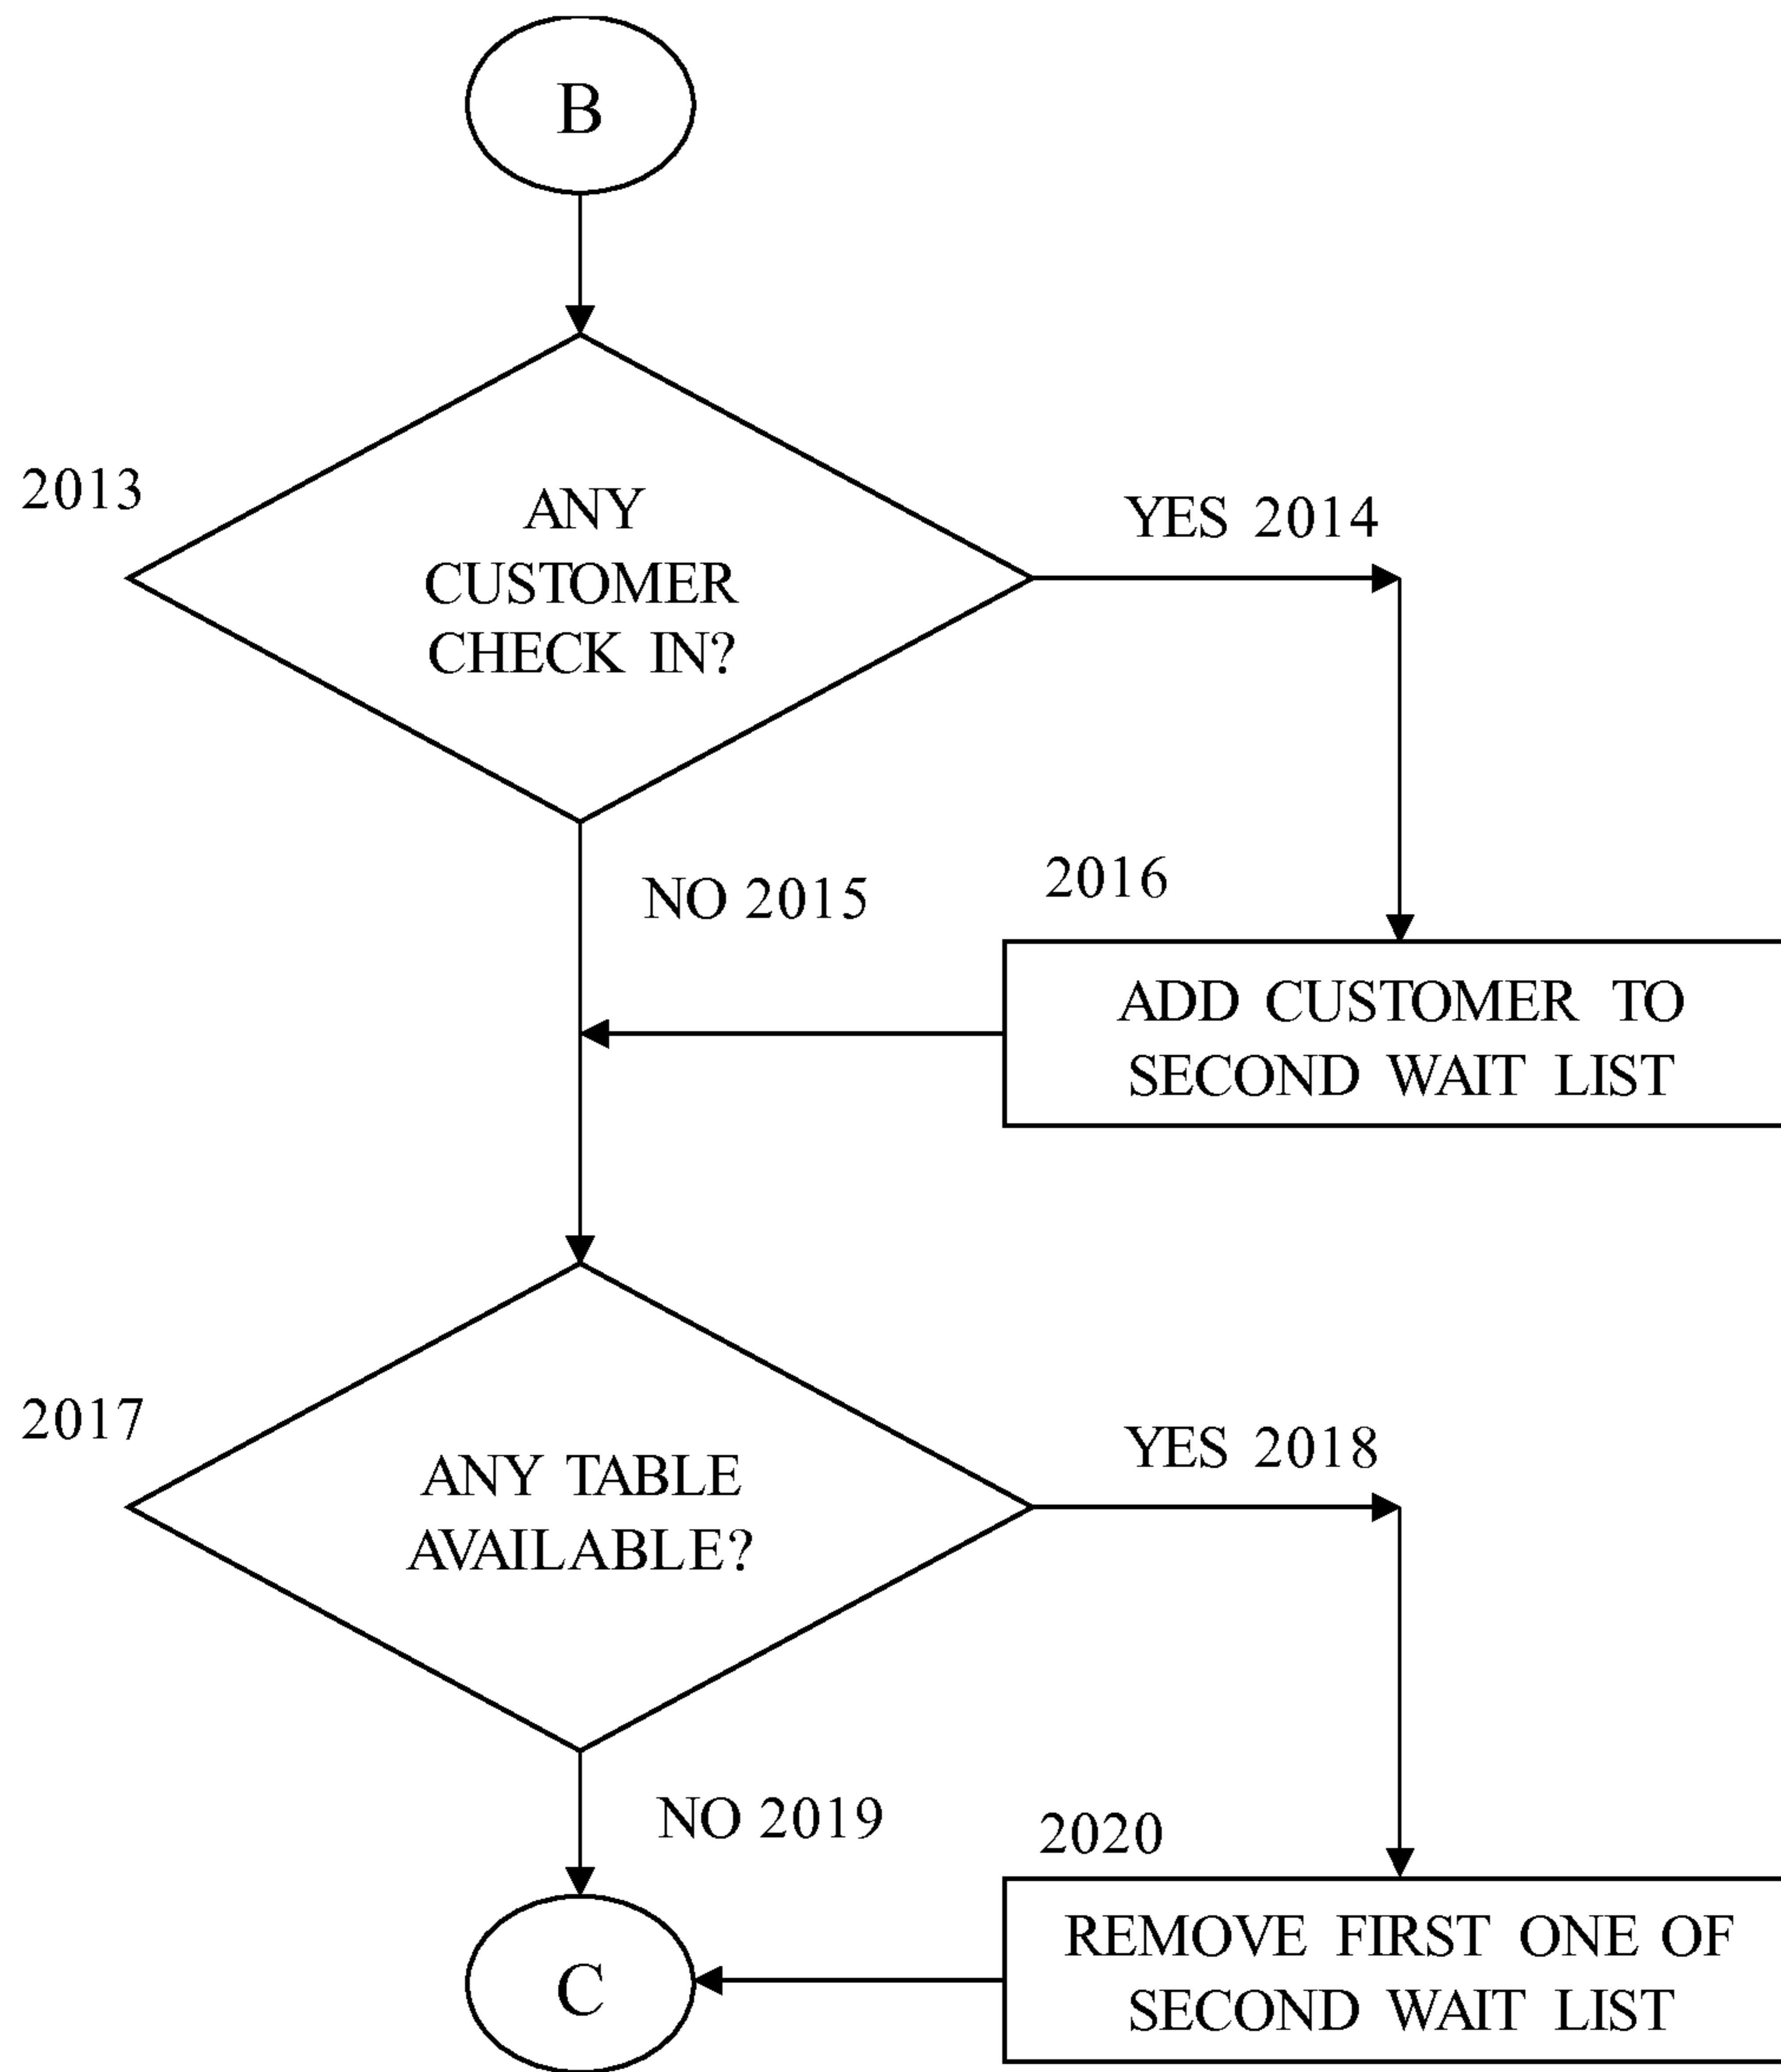 B
2013
ANY
CUSTOMER
CHECK IN?
YES 2014
NO 2015
2016
ADD CUSTOMER TO
SECOND WAIT LIST
2017
ANY TABLE
AVAILABLE?
YES 2018
NO 2019
2020
REMOVE FIRST ONE OF
SECOND WAIT LIST
C